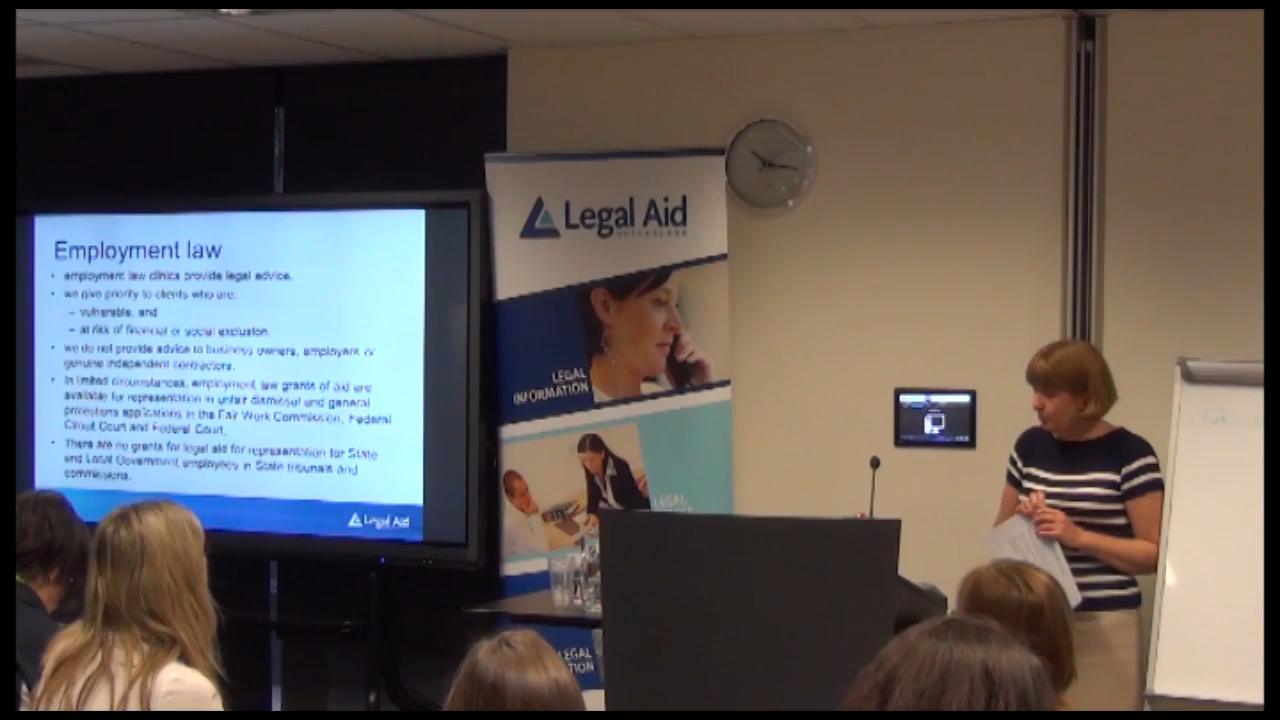 Employment law
• employment law clinics provide legal advice.
• we give priority to clients who are:
– vulnerable, and
– at risk of financial or social exclusion.
• we do not provide advice to business owners, employers or
genuine independent contractors.
• In limited circumstances, employment law grants of aid are
available for representation in unfair dismissal and general
protections applications in the Fair Work Commission, Federal
Circuit Court and Federal Court.
• There are no grants for legal aid for representation for State
and Local Government employees in State tribunals and
commissions.
Legal Aid
Legal Aid
QUEENSLAND
LEGAL
INFORMATION
LEGAL